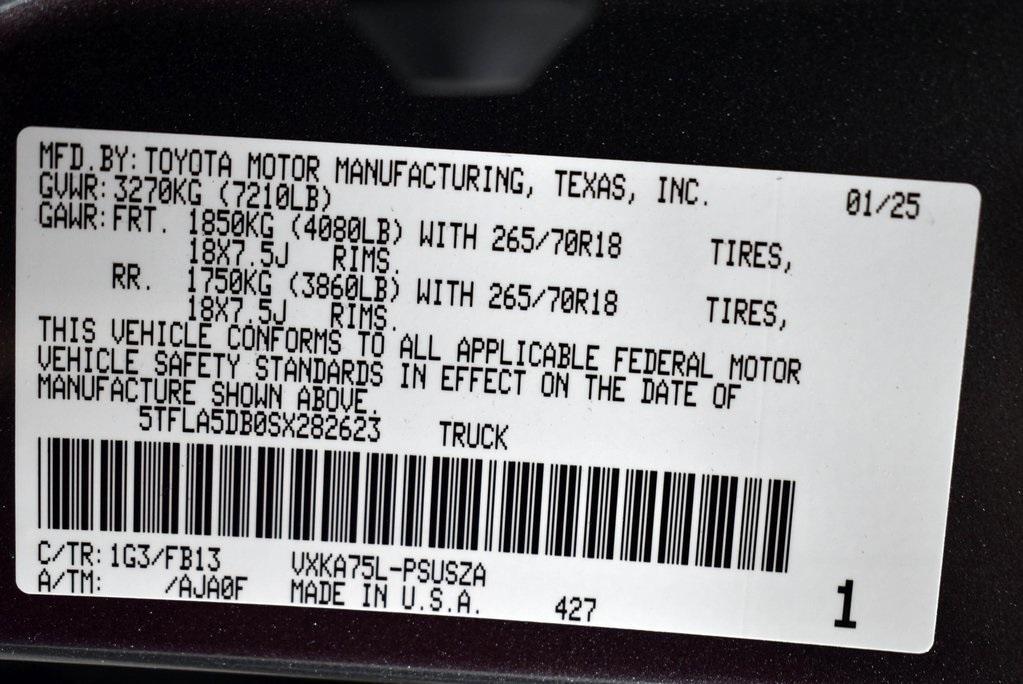 MFD.BY: TOYOTA MOTOR MANUFACTURING, TEXAS, INC. 01/25
GVWR: 3270KG (7210LB)
GAWR: FRT. 1850KG (4080LB) WITH 265/70R18 TIRES,
18X7.5J RIMS.
RR. 1750KG (3860LB) WITH 265/70R18 TIRES,
18X7.5J RIMS.
THIS VEHICLE CONFORMS TO ALL APPLICABLE FEDERAL MOTOR
VEHICLE SAFETY STANDARDS IN EFFECT ON THE DATE OF
MANUFACTURE SHOWN ABOVE.
5TFLA5DB0SX282623 TRUCK
C/TR: 1G3/FB13 VXKA75L-PSUSZA
A/TM: /AJA0F MADE IN U.S.A. 427 1